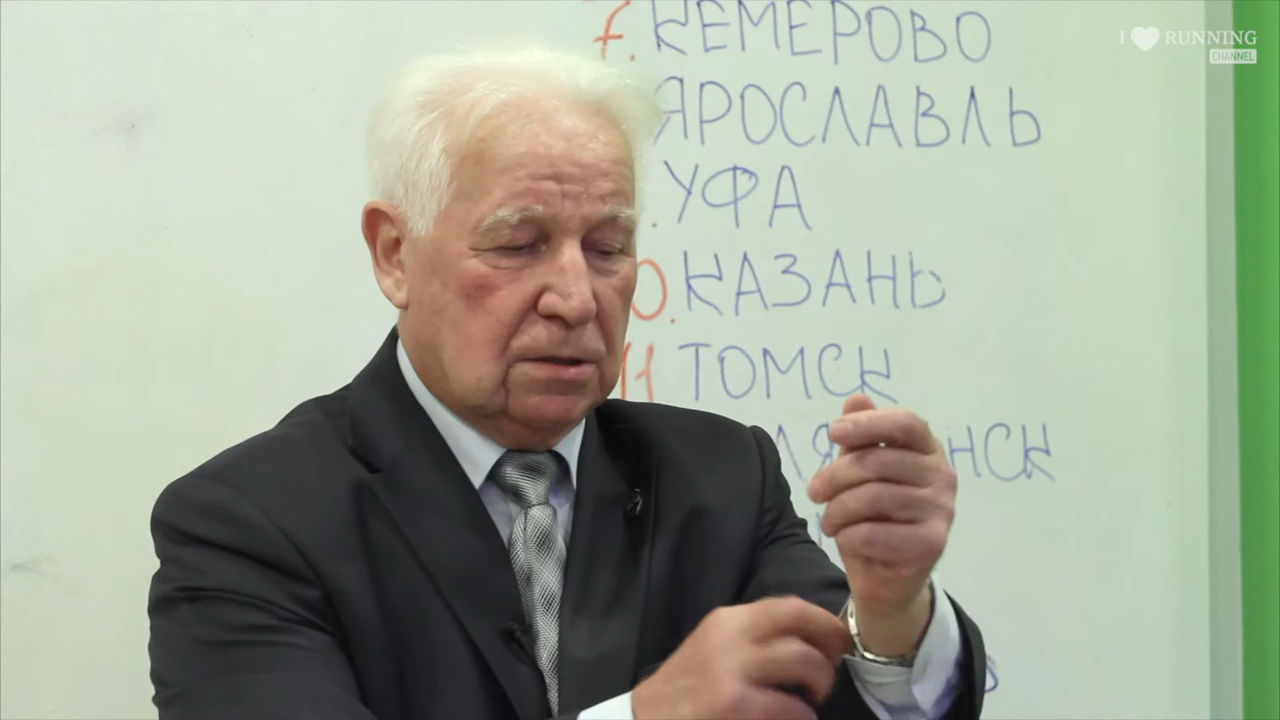 7. КЕМЕРОВО
I RUNNING
CHANNEL
ЯРОСЛАВЛЬ
УФА
КАЗАНЬ
11 ТОМСК